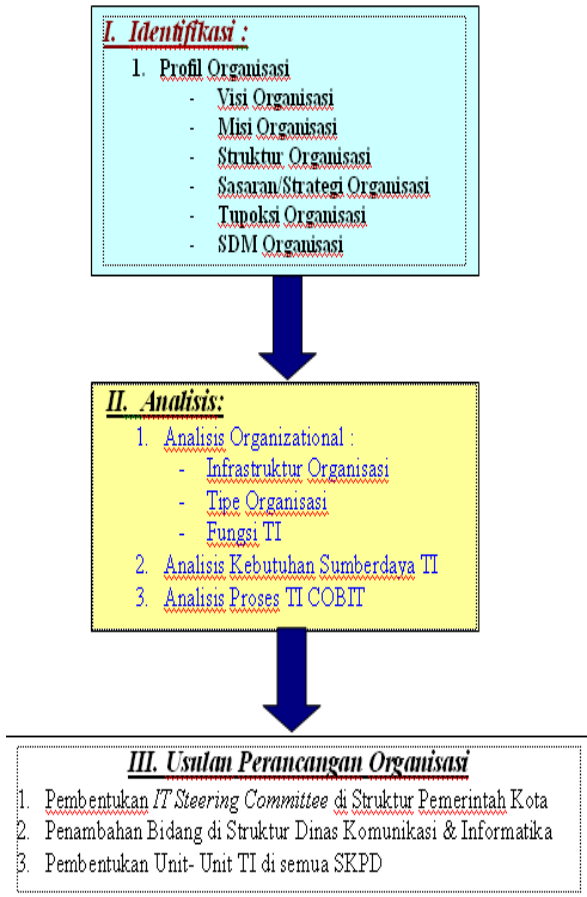 I. Identifikasi :
1. Profil Organisasi
- Visi Organisasi
- Misi Organisasi
- Struktur Organisasi
- Sasaran/Strategi Organisasi
- Tupoksi Organisasi
- SDM Organisasi
II. Analisis:
1. Analisis Organizational :
- Infrastruktur Organisasi
- Tipe Organisasi
- Fungsi TI
2. Analisis Kebutuhan Sumberdaya TI
3. Analisis Proses TI COBIT
III. Usulan Perancangan Organisasi
1. Pembentukan IT Steering Committee di Struktur Pemerintah Kota
2. Penambahan Bidang di Struktur Dinas Komunikasi & Informatika
3. Pembentukan Unit- Unit TI di semua SKPD